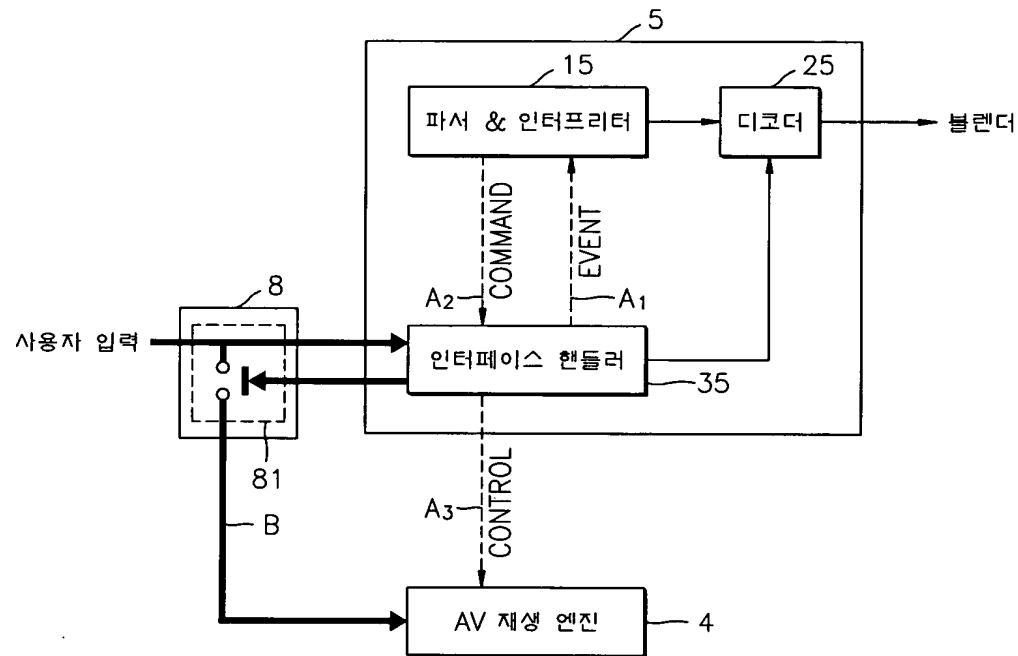 5
15
25
파서 & 인터프리터
디코더
블렌더
COMMAND
EVENT
A2
A1
8
사용자 입력
인터페이스 핸들러
35
81
CONTROL
A3
B
AV 재생 엔진
4